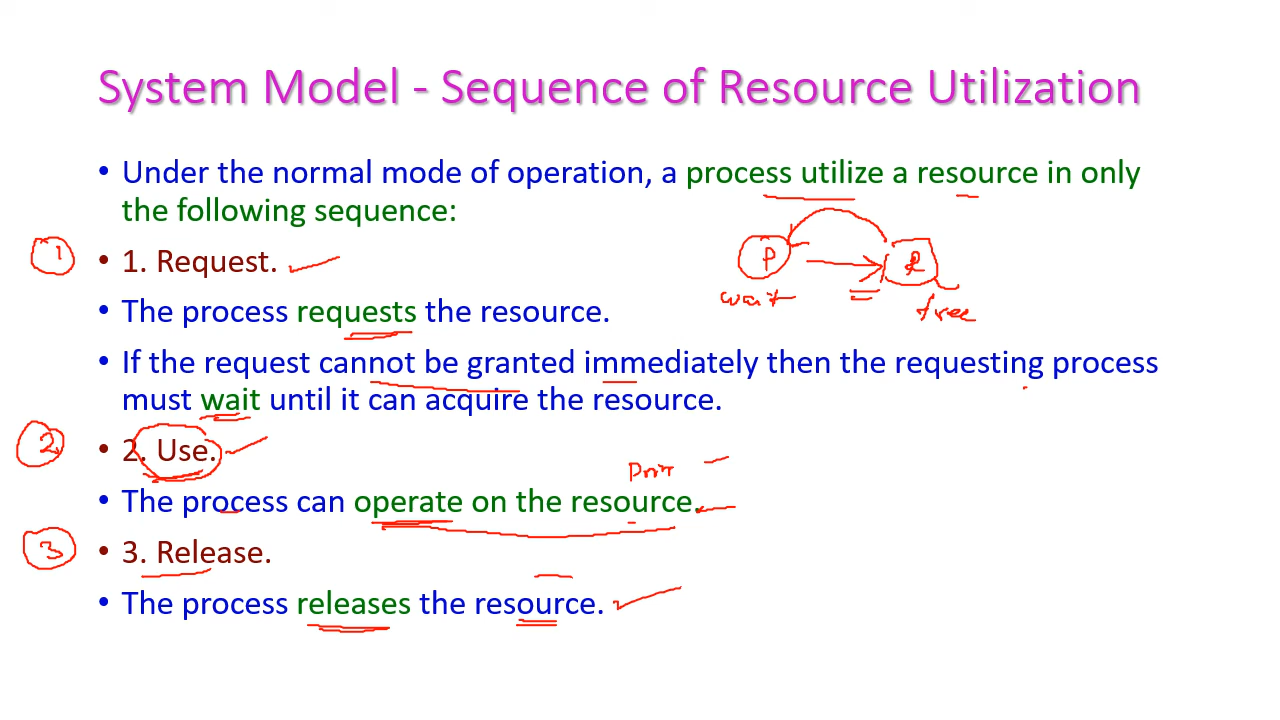 System Model - Sequence of Resource Utilization
• Under the normal mode of operation, a process utilize a resource in only
the following sequence:
1
• 1. Request.
P
R
wait
free
• The process requests the resource.
• If the request cannot be granted immediately then the requesting process
must wait until it can acquire the resource.
2
• 2. Use.
• The process can operate on the resource.
3
• 3. Release.
• The process releases the resource.